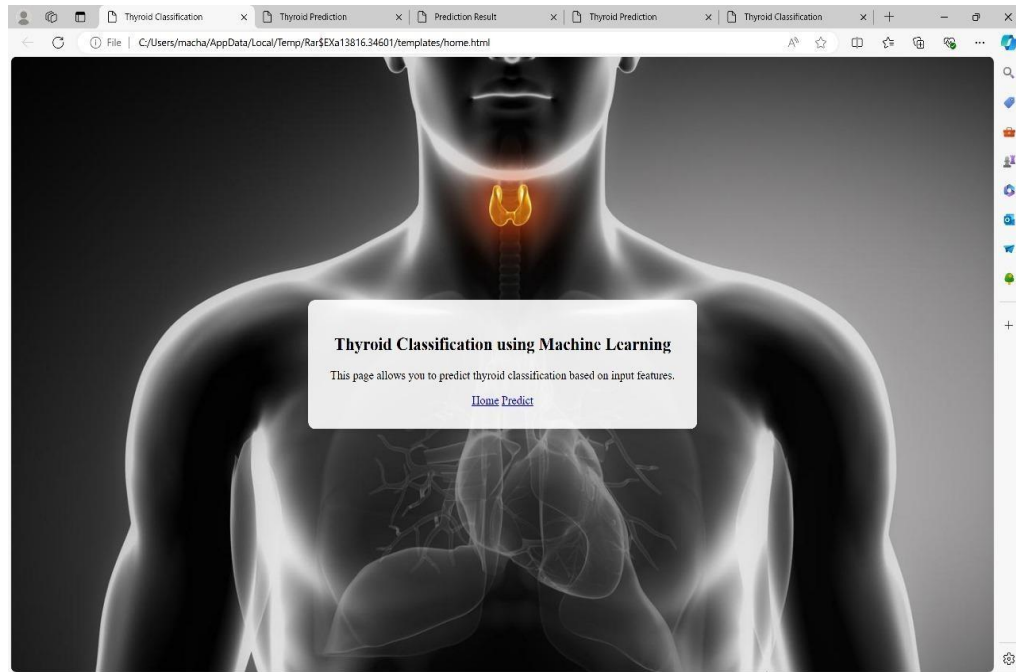 Thyroid Classification
Thyroid Prediction
Prediction Result
Thyroid Prediction
Thyroid Classification
File | C:/Users/macha/AppData/Local/Temp/Rar$EXa13816.34601/templates/home.html
Thyroid Classification using Machine Learning
This page allows you to predict thyroid classification based on input features.
Home Predict